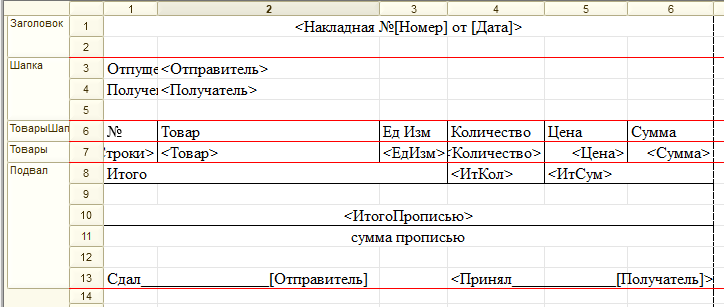 1 2 3 4 5 6
Заголовок 1 <Накладная №[Номер] от [Дата]>
2
Шапка 3 Отпуще <Отправитель>
4 Получе <Получатель>
5
ТоварыШап 6 № Товар Ед Изм Количество Цена Сумма
Товары 7 Строки> <Товар> <ЕдИзм> <Количество> <Цена> <Сумма>
Подвал 8 Итого <ИтКол> <ИтСум>
9
10 <ИтогоПрописью>
11 сумма прописью
12
13 Сдал_________________[Отправитель] <Принял______________[Получатель]>
14